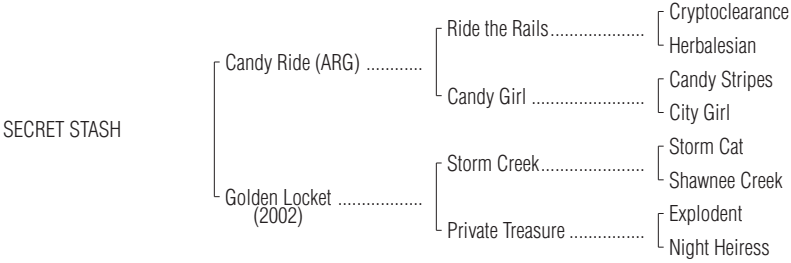 Cryptoclearance
Ride the Rails....................
Herbalesian
Candy Ride (ARG) ............
Candy Stripes
Candy Girl ........................
City Girl
SECRET STASH
Storm Cat
Storm Creek......................
Shawnee Creek
Golden Locket ..................
(2002)
Explodent
Private Treasure ................
Night Heiress